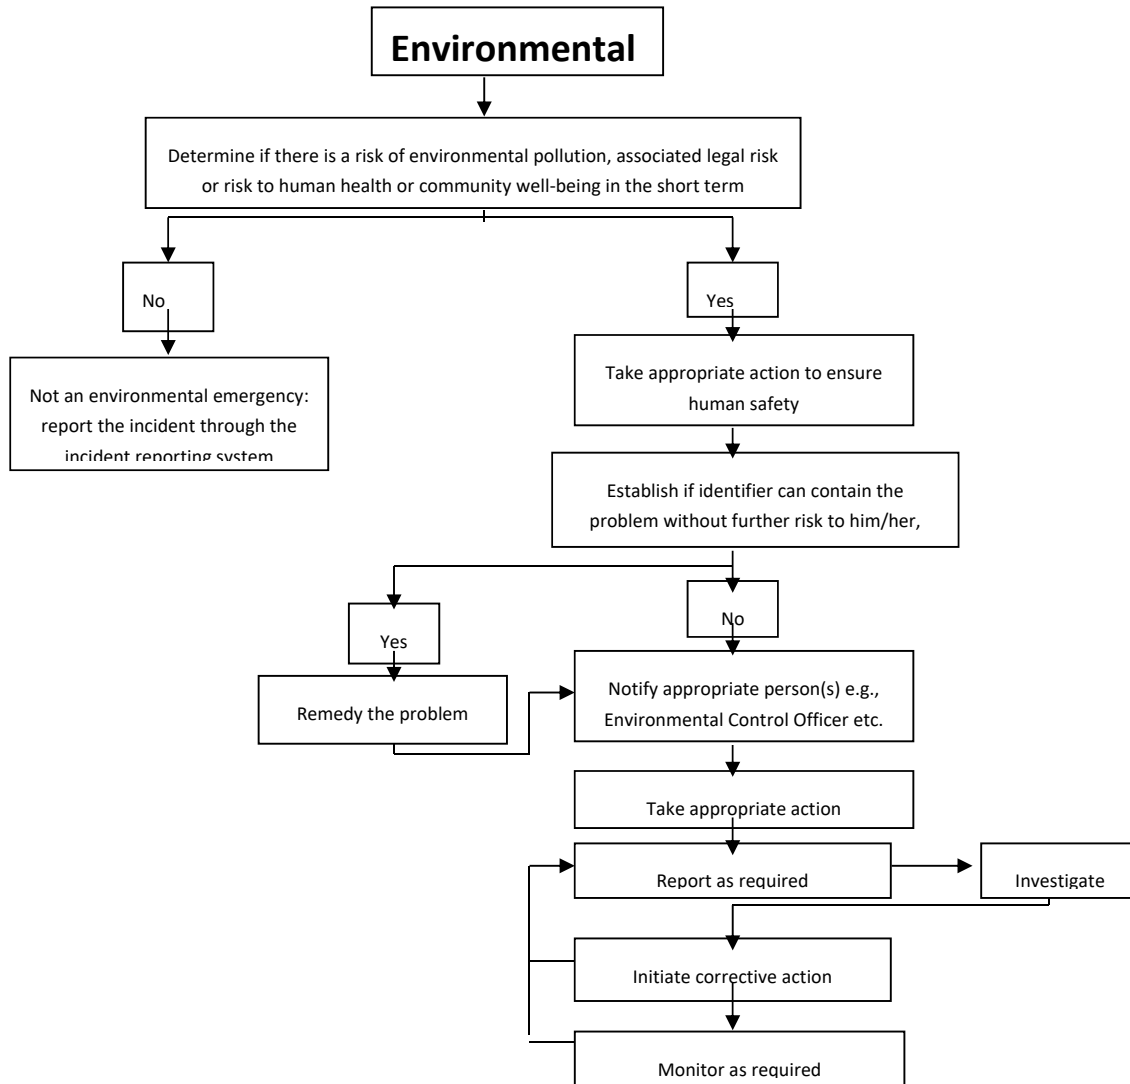 Environmental
Determine if there is a risk of environmental pollution, associated legal risk
or risk to human health or community well-being in the short term
No
Yes
Not an environmental emergency:
report the incident through the
incident reporting system
Take appropriate action to ensure
human safety
Establish if identifier can contain the
problem without further risk to him/her,
Yes
No
Remedy the problem
Notify appropriate person(s) e.g.,
Environmental Control Officer etc.
Take appropriate action
Report as required
Investigate
Initiate corrective action
Monitor as required